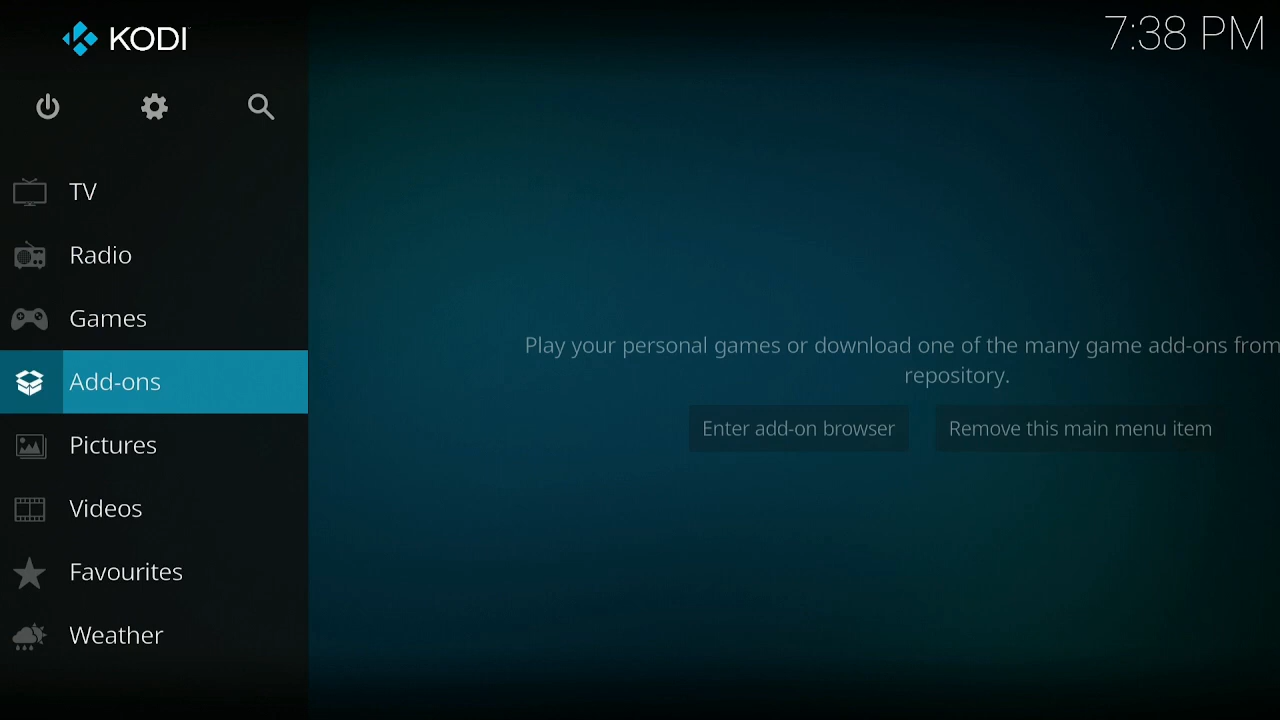 KODI
7:38 PM
TV
Radio
Games
Add-ons
Pictures
Videos
Favourites
Weather
Play your personal games or download one of the many game add-ons from
repository.
Enter add-on browser
Remove this main menu item